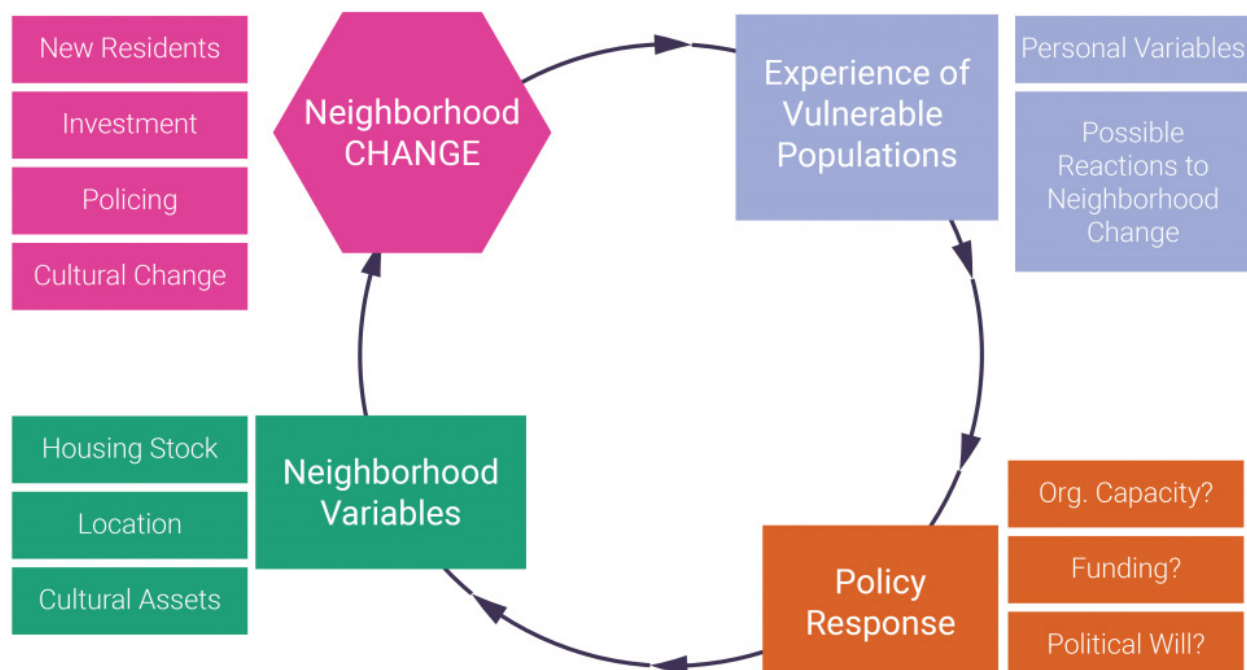 New Residents
Investment
Policing
Cultural Change
Neighborhood
CHANGE
Experience of
Vulnerable
Populations
Personal Variables
Possible
Reactions to
Neighborhood
Change
Housing Stock
Location
Cultural Assets
Neighborhood
Variables
Policy
Response
Org. Capacity?
Funding?
Political Will?